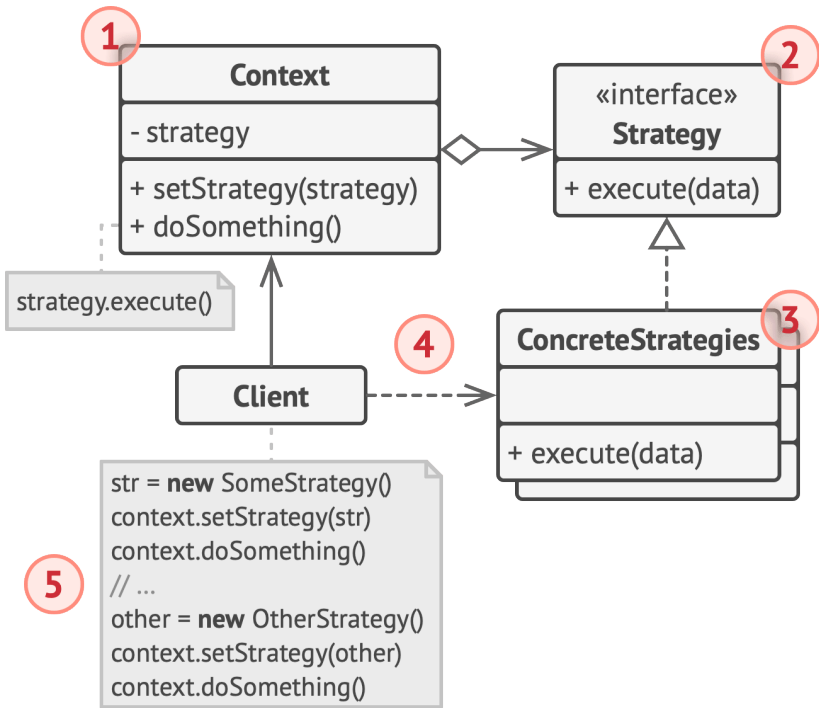 1
Context
- strategy
+ setStrategy(strategy)
+ doSomething()
strategy.execute()
2
«interface»
Strategy
+ execute(data)
3
ConcreteStrategies
+ execute(data)
4
Client
5
str = new SomeStrategy()
context.setStrategy(str)
context.doSomething()
// ...
other = new OtherStrategy()
context.setStrategy(other)
context.doSomething()